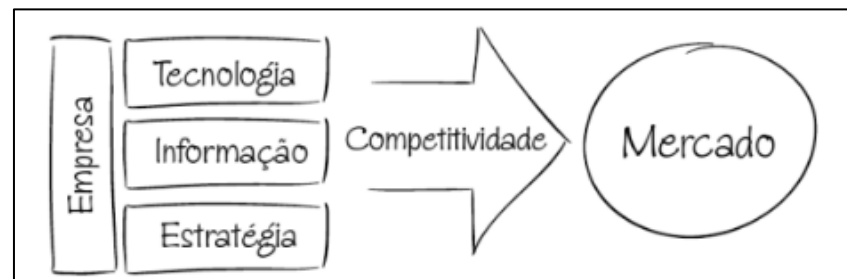 Empresa
Tecnologia
Informação
Estratégia
Competitividade
Mercado